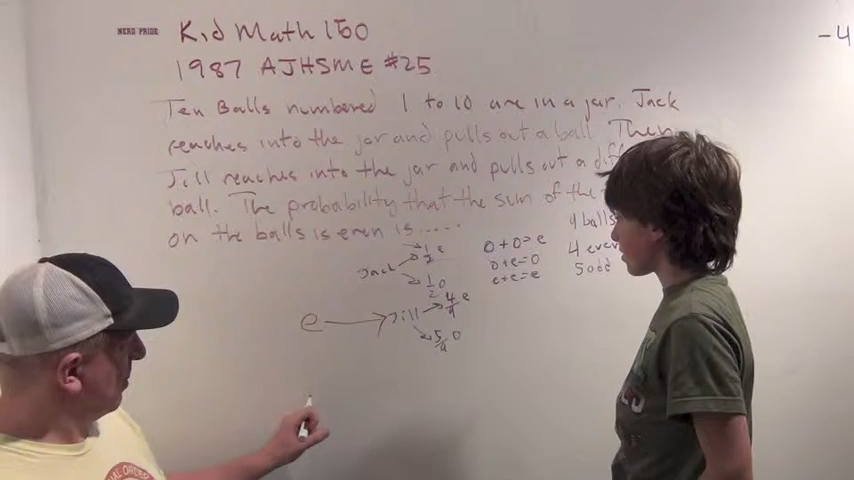 NERD PRIDE
Kid Math 150
-4
1987 AJHSME #25
Ten Balls numbered 1 to 10 are in a jar. Jack
reaches into the jar and pulls out a ball. Then
Jill reaches into the jar and pulls out a
ball. The probability that the sum of the
on the balls is even is.....
Jack
1/2 e
1/2 o
o+o=e
o+e=o
e+e=e
balls
4 even
5 odd
e
Jill
4/9 e
5/9 o